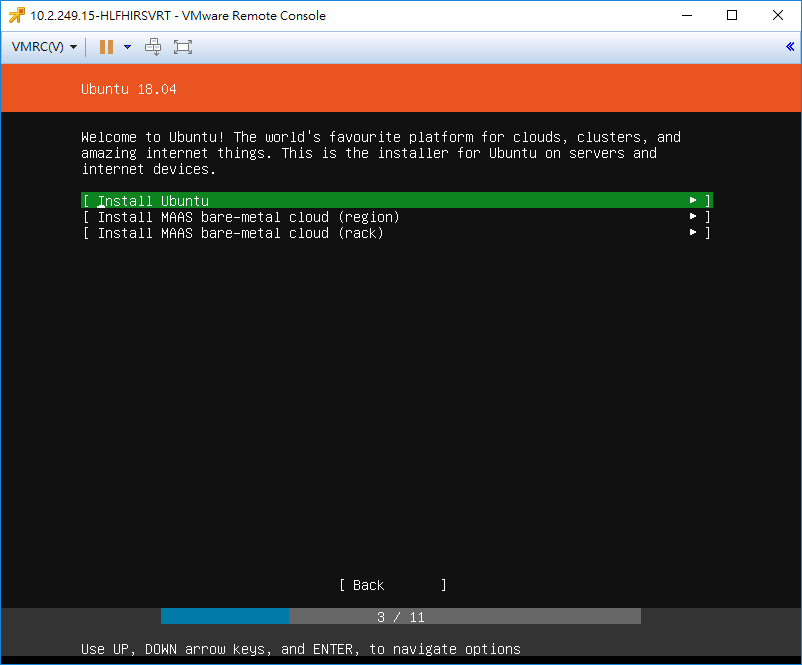 10.2.249.15-HLFHIRSVRT - VMware Remote Console
VMRC(V)
Ubuntu 18.04
Welcome to Ubuntu! The world's favourite platform for clouds, clusters, and
amazing internet things. This is the installer for Ubuntu on servers and
internet devices.
[ Install Ubuntu ► ]
[ Install MAAS bare-metal cloud (region) ► ]
[ Install MAAS bare-metal cloud (rack) ► ]
[ Back ]
3 / 11
Use UP, DOWN arrow keys, and ENTER, to navigate options